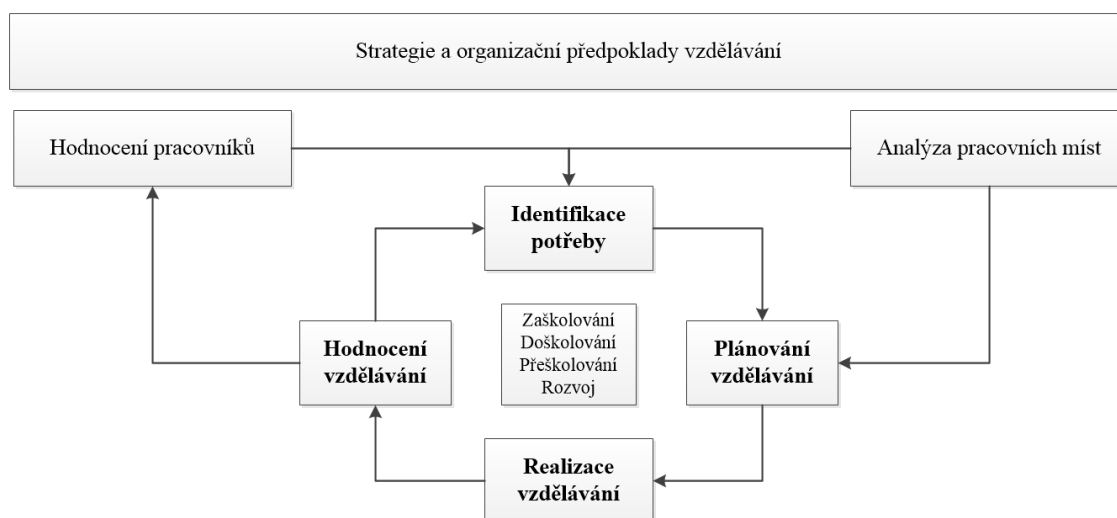 Strategie a organizační předpoklady vzdělávání
Hodnocení pracovníků
Analýza pracovních míst
Identifikace
potřeby
Zaškolování
Doškolování
Přeškolování
Rozvoj
Hodnocení
vzdělávání
Plánování
vzdělávání
Realizace
vzdělávání